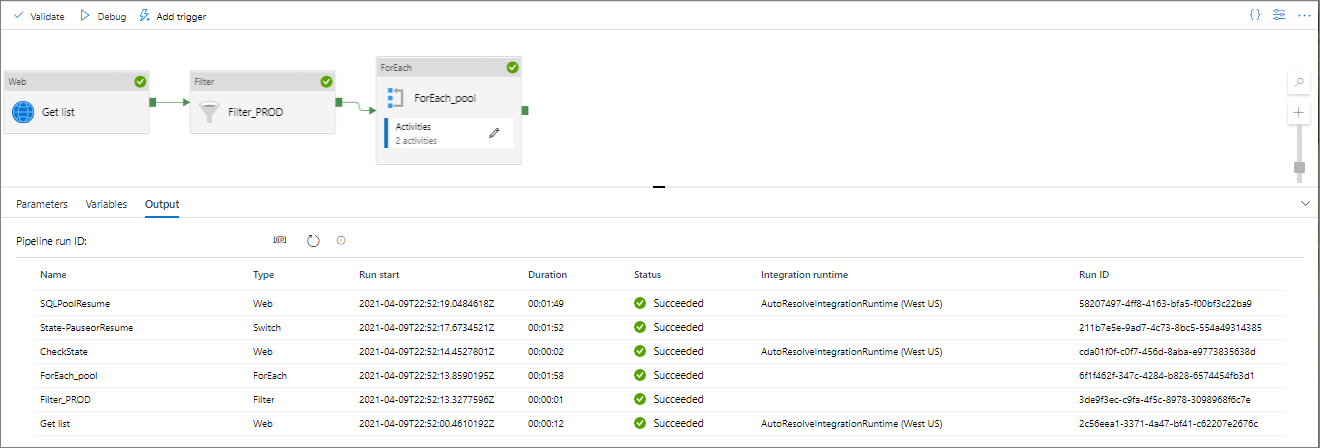 Validate Debug Add trigger {} ...
Web Filter ForEach
Get list Filter_PROD ForEach_pool
Activities
2 activities
Parameters Variables Output
Pipeline run ID:
Name Type Run start Duration Status Integration runtime Run ID
SQLPoolResume Web 2021-04-09T22:52:19.0484618Z 00:01:49 Succeeded AutoResolveIntegrationRuntime (West US) 58207497-4ff8-4163-bfa5-f00bf3c22ba9
State-PauseorResume Switch 2021-04-09T22:52:17.6734521Z 00:01:52 Succeeded 211b7e5e-9ad7-4c73-8bc5-554a49314385
CheckState Web 2021-04-09T22:52:14.4527801Z 00:00:02 Succeeded AutoResolveIntegrationRuntime (West US) cda01f0f-c0f7-456d-8aba-e9773835638d
ForEach_pool ForEach 2021-04-09T22:52:13.8590195Z 00:01:58 Succeeded 6f1f462f-347c-4284-b828-6574454fb3d1
Filter_PROD Filter 2021-04-09T22:52:13.3277596Z 00:00:01 Succeeded 3de9f3ec-c9fa-4f5c-8978-3098968f6c7e
Get list Web 2021-04-09T22:52:00.4610192Z 00:00:12 Succeeded AutoResolveIntegrationRuntime (West US) 2c56eea1-3371-4a47-bf41-c62207e2676c